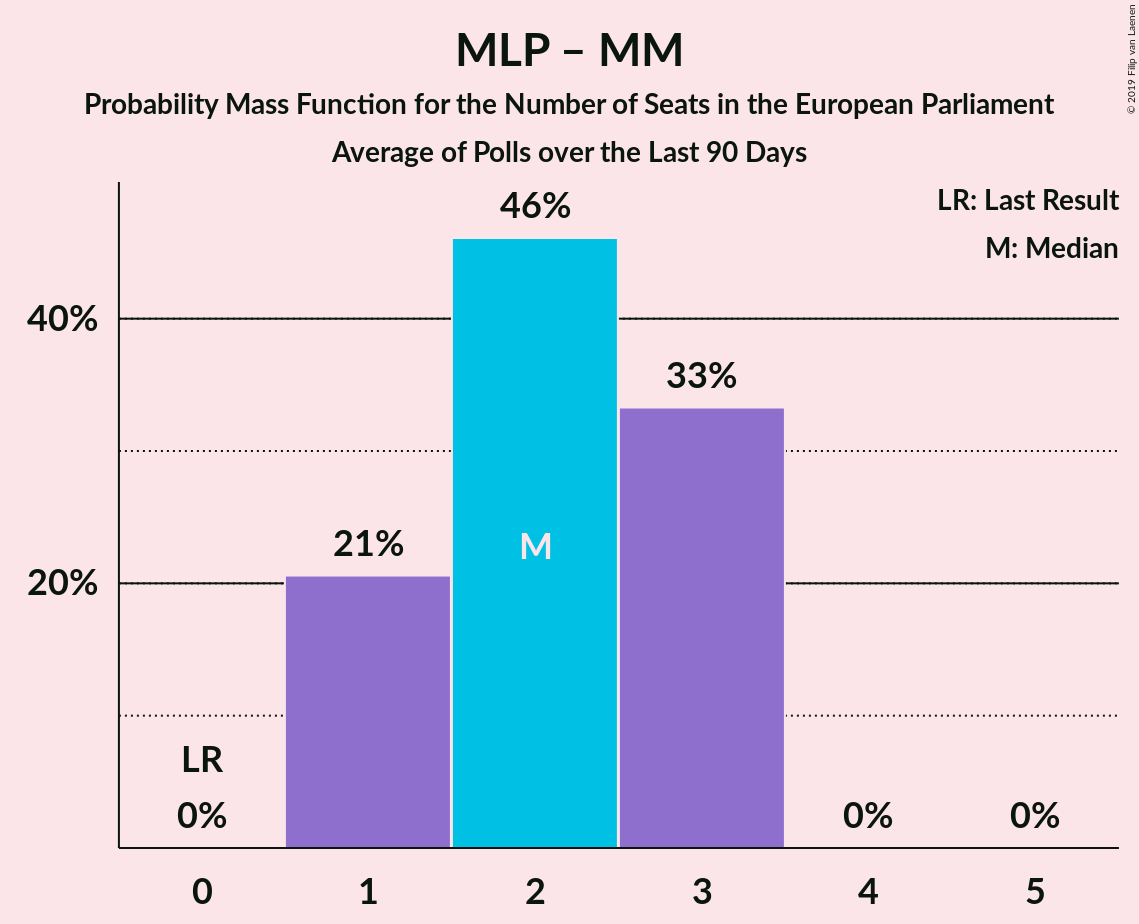 MLP – MM
Probability Mass Function for the Number of Seats in the European Parliament
Average of Polls over the Last 90 Days
© 2019 Filip van Laenen
LR: Last Result
M: Median
46%
40%
33%
21%
M
20%
LR
0%
0%
0%
0
1
2
3
4
5